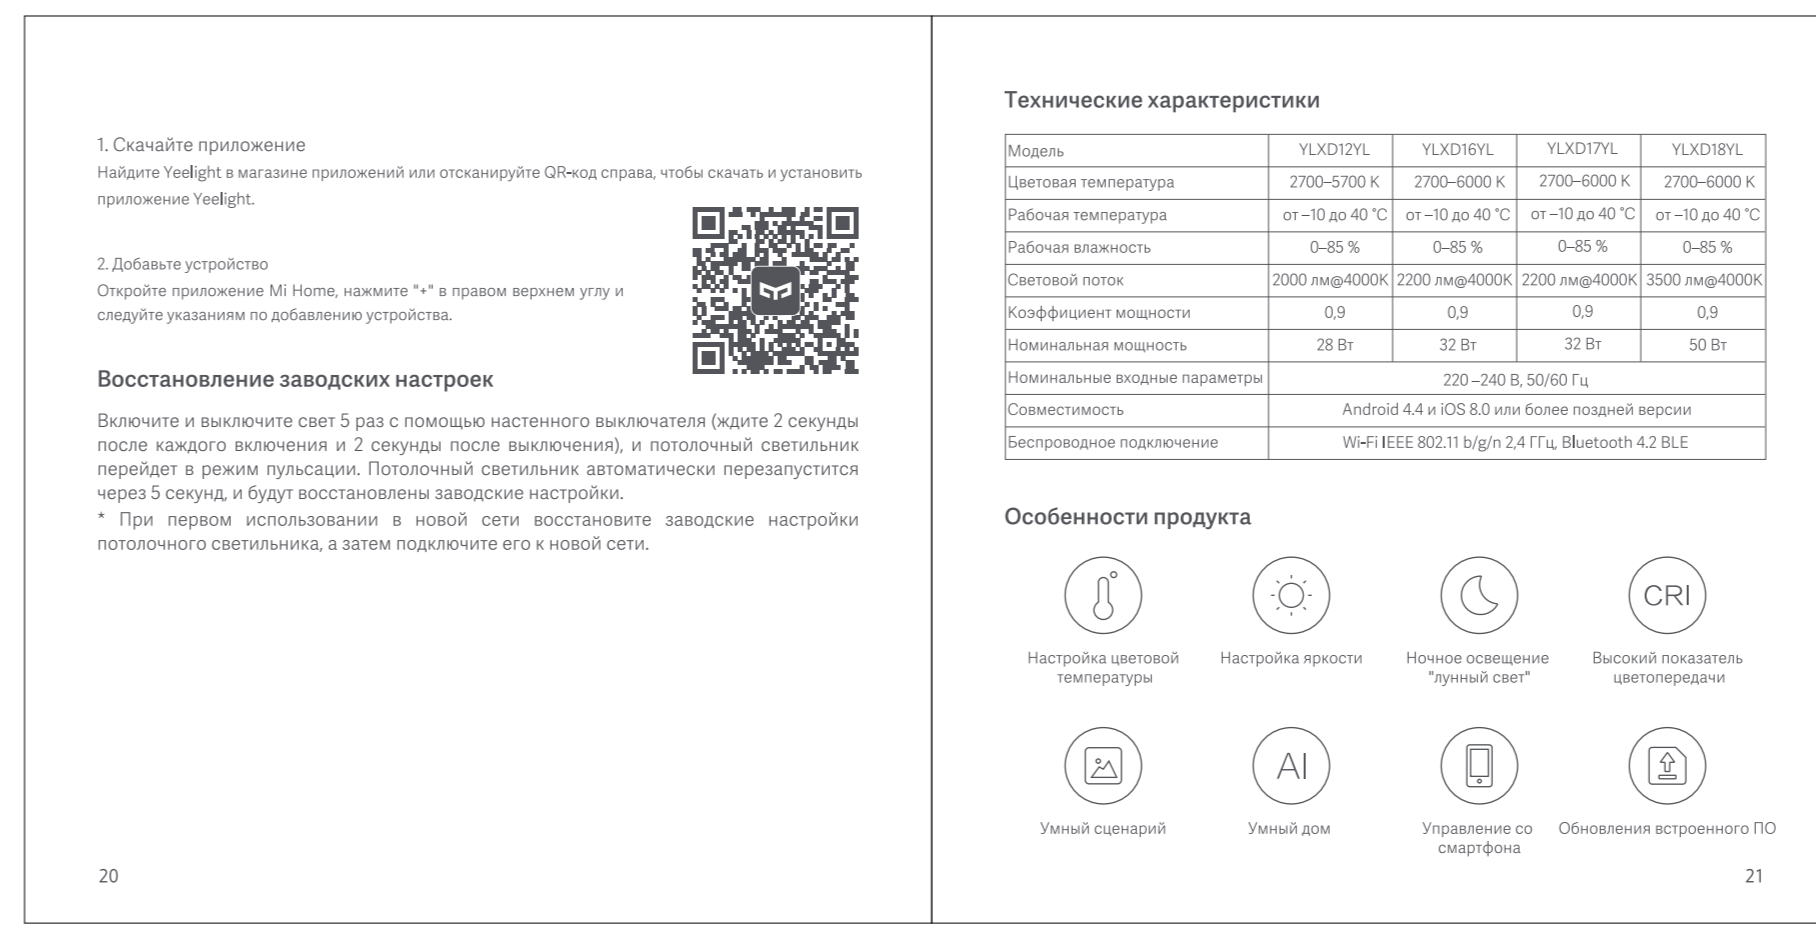 1. Скачайте приложение
Найдите Yeelight в магазине приложений или отсканируйте QR-код справа, чтобы скачать и установить
приложение Yeelight.
2. Добавьте устройство
Откройте приложение Mi Home, нажмите "+" в правом верхнем углу и
следуйте указаниям по добавлению устройства.
Восстановление заводских настроек
Включите и выключите свет 5 раз с помощью настенного выключателя (ждите 2 секунды
после каждого включения и 2 секунды после выключения), и потолочный светильник
перейдет в режим пульсации. Потолочный светильник автоматически перезапустится
через 5 секунд, и будут восстановлены заводские настройки.
* При первом использовании в новой сети восстановите заводские настройки
потолочного светильника, а затем подключите его к новой сети.
20
Технические характеристики
Модель YLXD12YL YLXD16YL YLXD17YL YLXD18YL
Цветовая температура 2700–5700 K 2700–6000 K 2700–6000 K 2700–6000 K
Рабочая температура от –10 до 40 °C от –10 до 40 °C от –10 до 40 °C от –10 до 40 °C
Рабочая влажность 0–85 % 0–85 % 0–85 % 0–85 %
Световой поток 2000 лм@4000K 2200 лм@4000K 2200 лм@4000K 3500 лм@4000K
Коэффициент мощности 0,9 0,9 0,9 0,9
Номинальная мощность 28 Вт 32 Вт 32 Вт 50 Вт
Номинальные входные параметры 220 –240 В, 50/60 Гц
Совместимость Android 4.4 и iOS 8.0 или более поздней версии
Беспроводное подключение Wi-Fi IEEE 802.11 b/g/n 2,4 ГГц, Bluetooth 4.2 BLE
Особенности продукта
CRI
Настройка цветовой Настройка яркости Ночное освещение Высокий показатель
температуры "лунный свет" цветопередачи
AI
Умный сценарий Умный дом Управление со Обновления встроенного ПО
смартфона
21